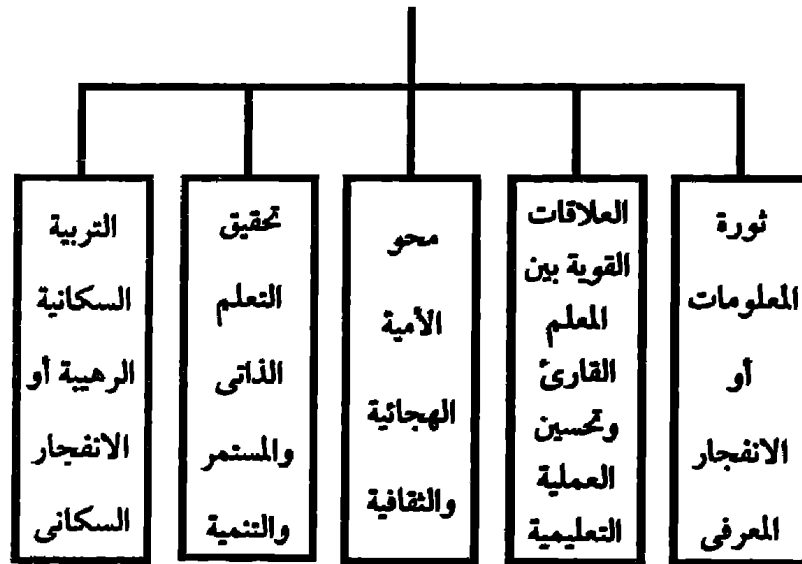 ثورة
المعلومات
أو
الانفجار
المعرفى
العلاقات
القوية بين
المعلم
القارئ
وتحسين
العملية
التعليمية
محو
الأمية
الهجائية
والثقافية
تحقيق
التعلم
الذاتى
والمستمر
والتنمية
التربية
السكانية
الرهيبة أو
الانفجار
السكانى